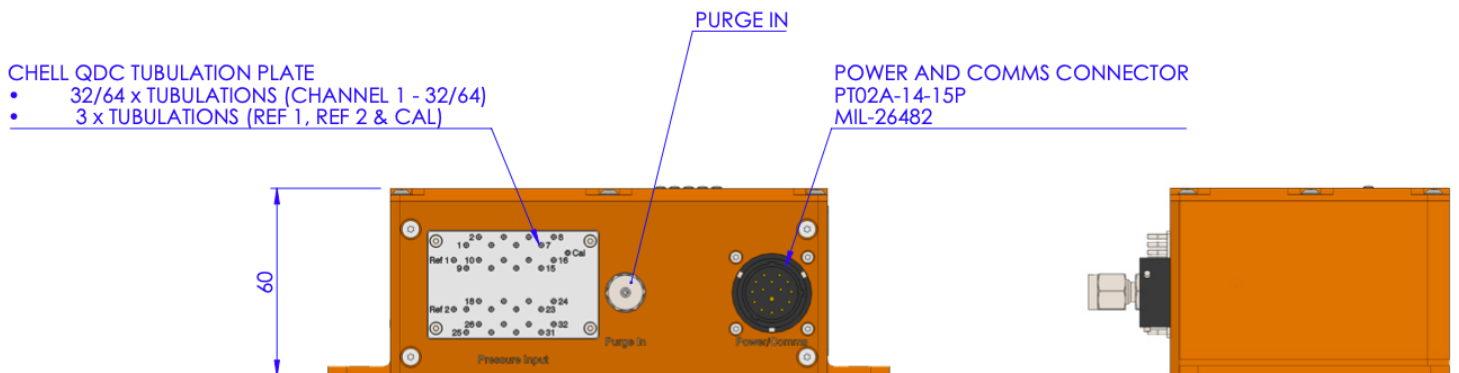 PURGE IN
CHELL QDC TUBULATION PLATE
• 32/64 x TUBULATIONS (CHANNEL 1 - 32/64)
• 3 x TUBULATIONS (REF 1, REF 2 & CAL)
POWER AND COMMS CONNECTOR
PT02A-14-15P
MIL-26482
60
2 8
1 7
Cal
Ref 1 10 16
9 15
18 24
Ref 2 23
26 32
25 31
Purge In
Power/Comms
Pressure Input